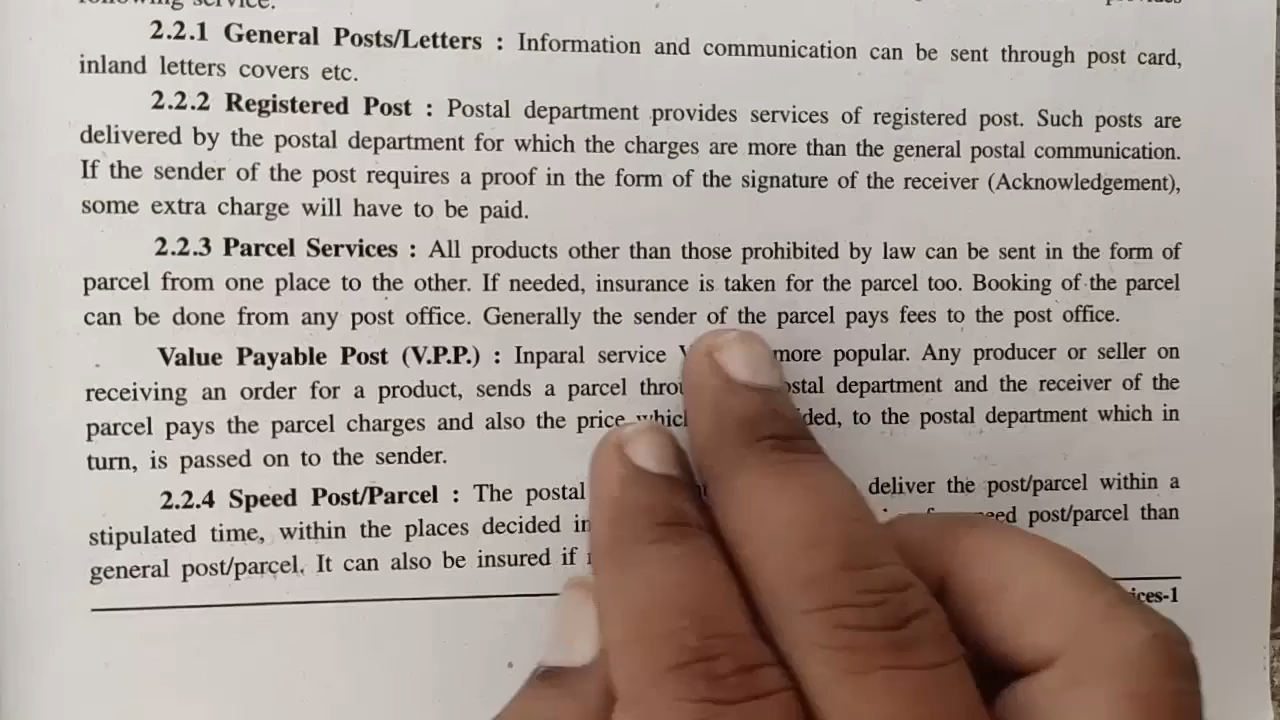 following service.
2.2.1 General Posts/Letters : Information and communication can be sent through post card,
inland letters covers etc.
2.2.2 Registered Post : Postal department provides services of registered post. Such posts are
delivered by the postal department for which the charges are more than the general postal communication.
If the sender of the post requires a proof in the form of the signature of the receiver (Acknowledgement),
some extra charge will have to be paid.
2.2.3 Parcel Services : All products other than those prohibited by law can be sent in the form of
parcel from one place to the other. If needed, insurance is taken for the parcel too. Booking of the parcel
can be done from any post office. Generally the sender of the parcel pays fees to the post office.
Value Payable Post (V.P.P.) : Inparal service more popular. Any producer or seller on
receiving an order for a product, sends a parcel department and the receiver of the
parcel pays the parcel charges and also the price which to the postal department which in
turn, is passed on to the sender.
2.2.4 Speed Post/Parcel : The postal deliver the post/parcel within a
stipulated time, within the places decided post/parcel than
general post/parcel. It can also be insured if